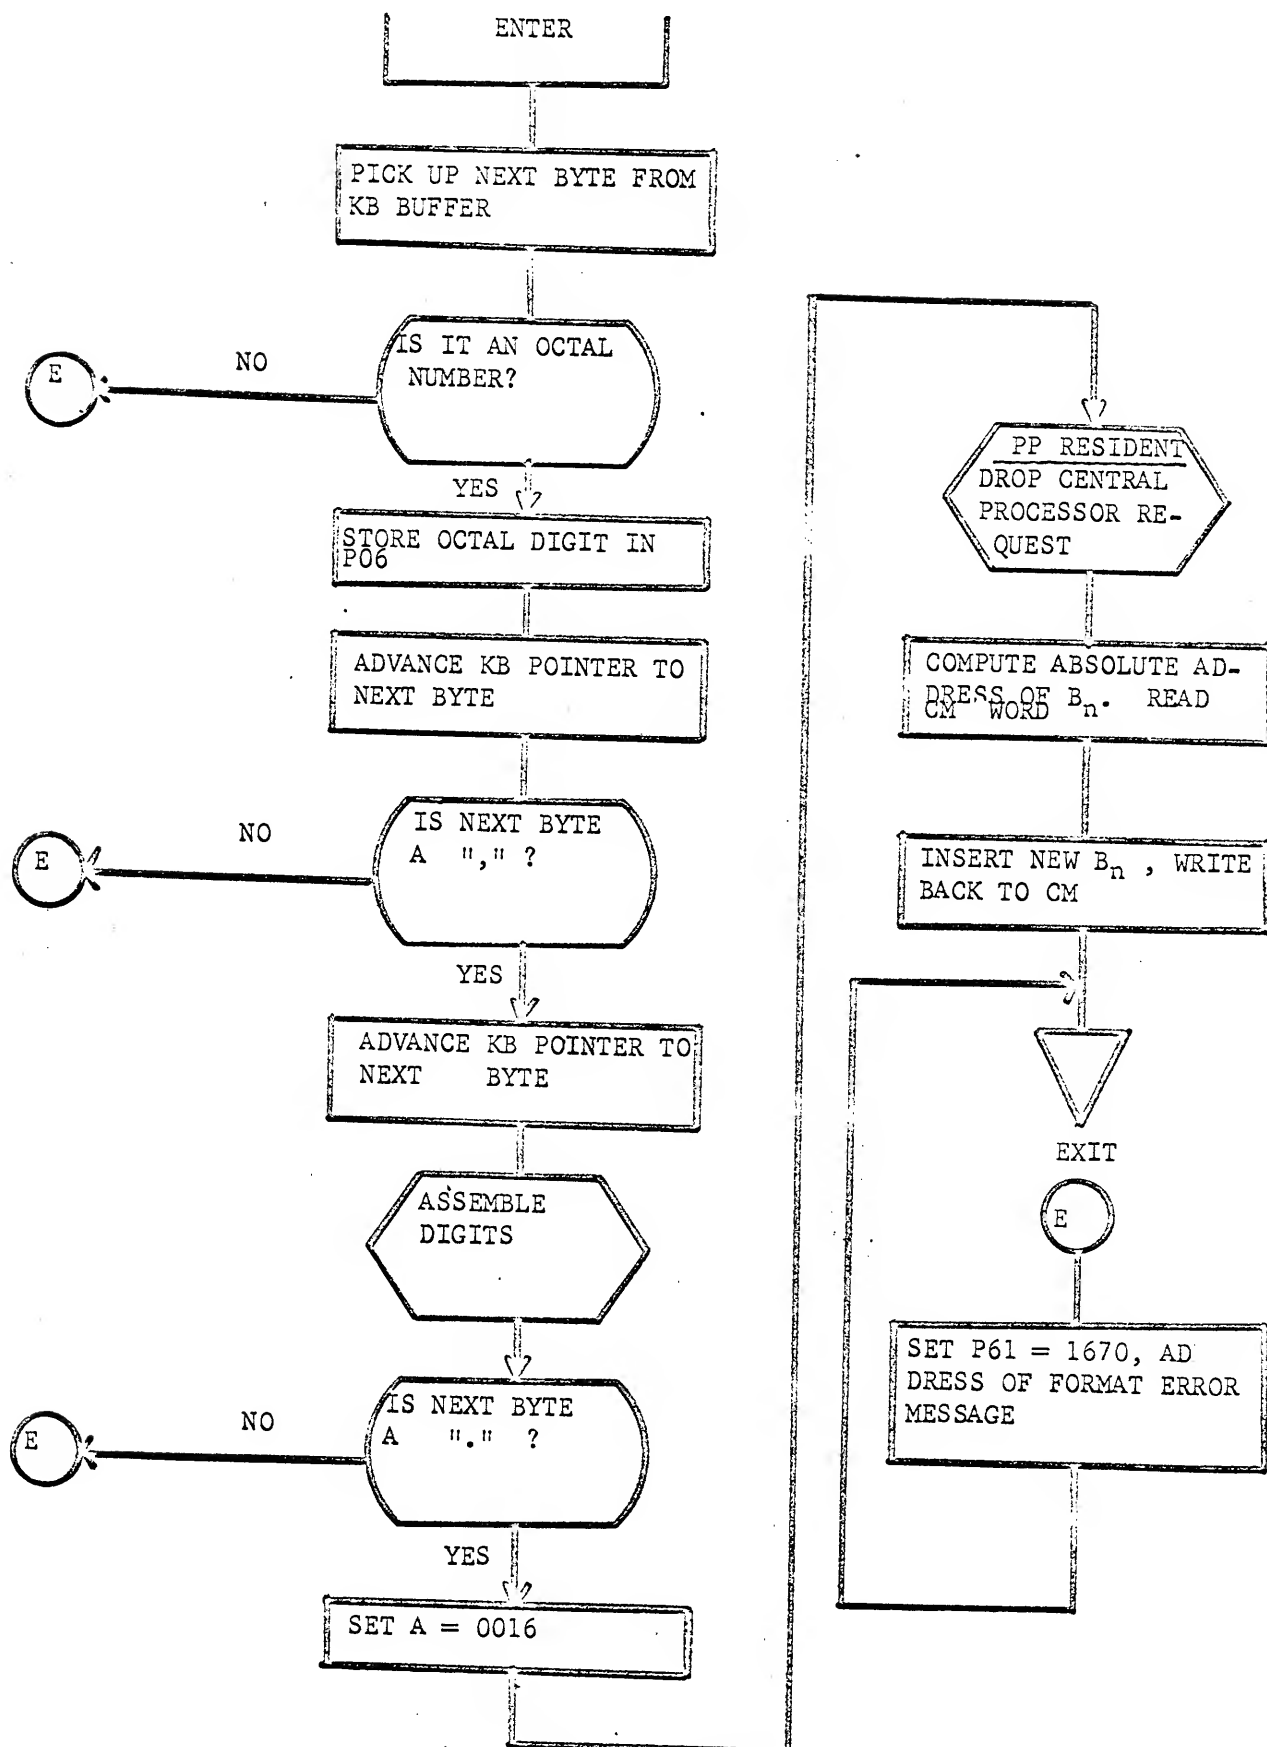 ENTER
PICK UP NEXT BYTE FROM
KB BUFFER
IS IT AN OCTAL
NUMBER?
NO
E
YES
STORE OCTAL DIGIT IN
P06
ADVANCE KB POINTER TO
NEXT BYTE
IS NEXT BYTE
A "," ?
NO
E
YES
ADVANCE KB POINTER TO
NEXT BYTE
ASSEMBLE
DIGITS
IS NEXT BYTE
A "." ?
NO
E
YES
SET A = 0016
PP RESIDENT
DROP CENTRAL
PROCESSOR RE-
QUEST
COMPUTE ABSOLUTE AD-
DRESS OF Bn. READ
CM WORD
INSERT NEW Bn , WRITE
BACK TO CM
EXIT
E
SET P61 = 1670, AD
DRESS OF FORMAT ERROR
MESSAGE